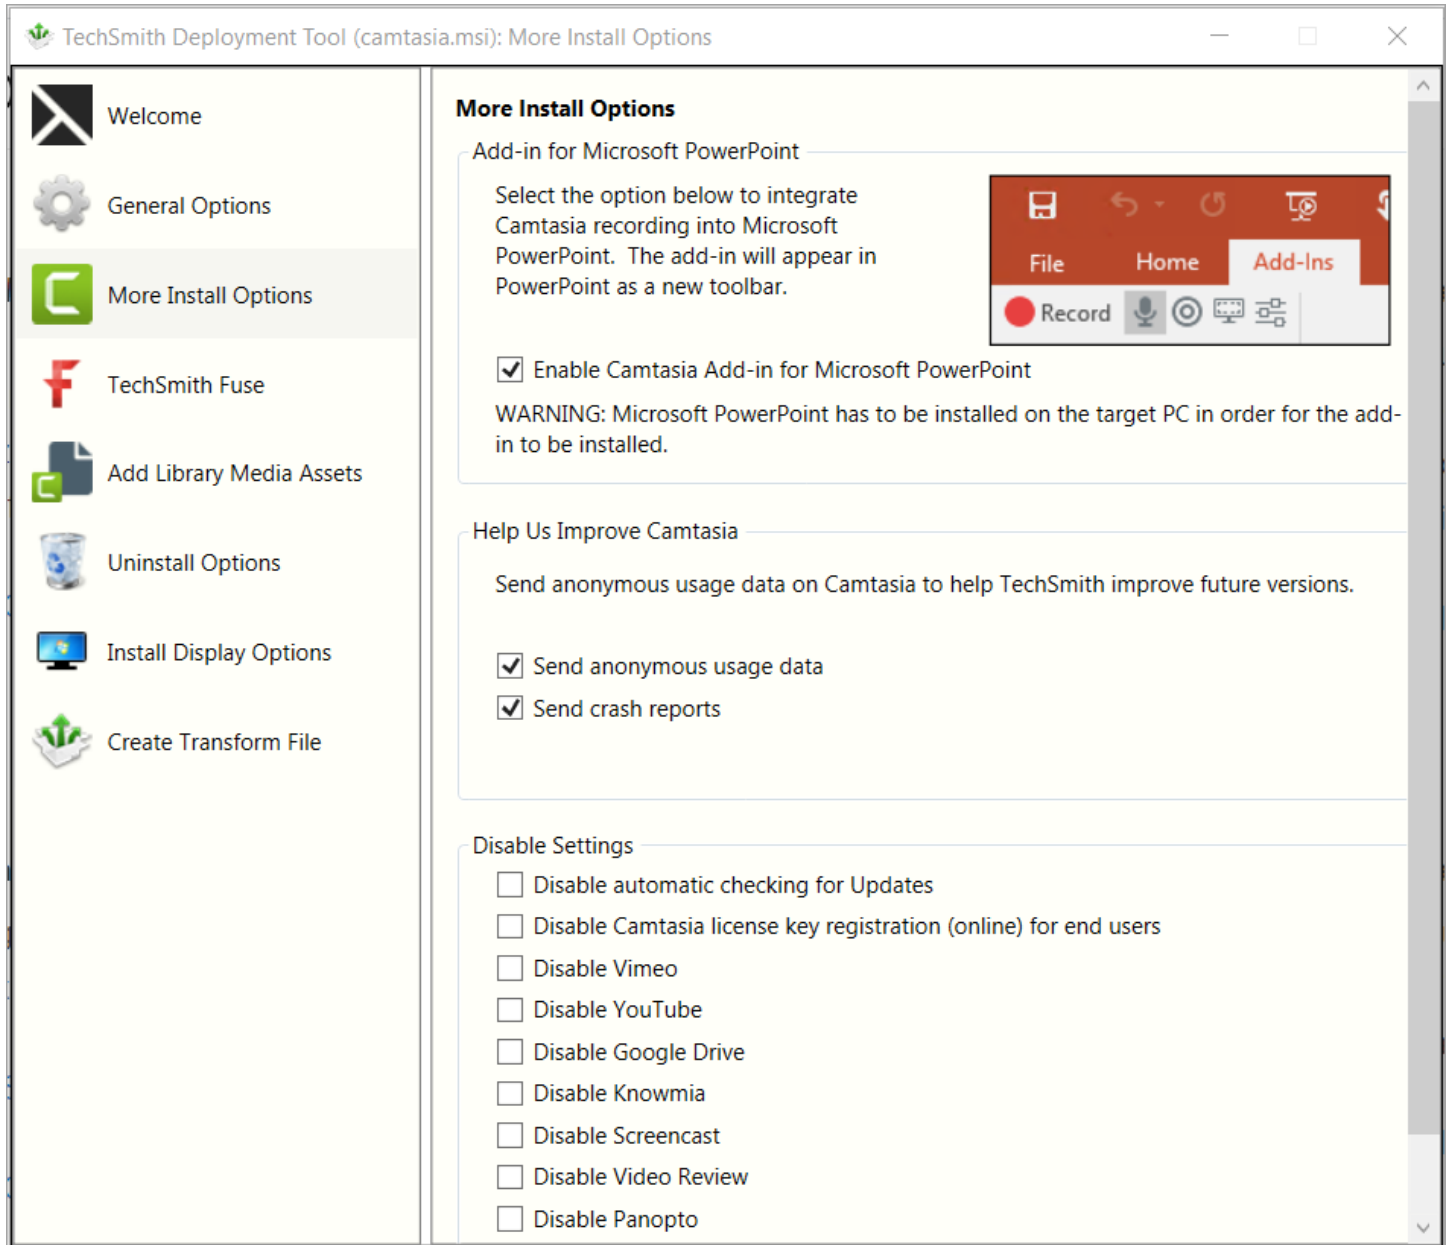 TechSmith Deployment Tool (camtasia.msi): More Install Options
Welcome
General Options
More Install Options
TechSmith Fuse
Add Library Media Assets
Uninstall Options
Install Display Options
Create Transform File
More Install Options
Add-in for Microsoft PowerPoint
Select the option below to integrate
Camtasia recording into Microsoft
PowerPoint. The add-in will appear in
PowerPoint as a new toolbar.
File Home Add-Ins
Record
Enable Camtasia Add-in for Microsoft PowerPoint
WARNING: Microsoft PowerPoint has to be installed on the target PC in order for the add-
in to be installed.
Help Us Improve Camtasia
Send anonymous usage data on Camtasia to help TechSmith improve future versions.
Send anonymous usage data
Send crash reports
Disable Settings
Disable automatic checking for Updates
Disable Camtasia license key registration (online) for end users
Disable Vimeo
Disable YouTube
Disable Google Drive
Disable Knowmia
Disable Screencast
Disable Video Review
Disable Panopto